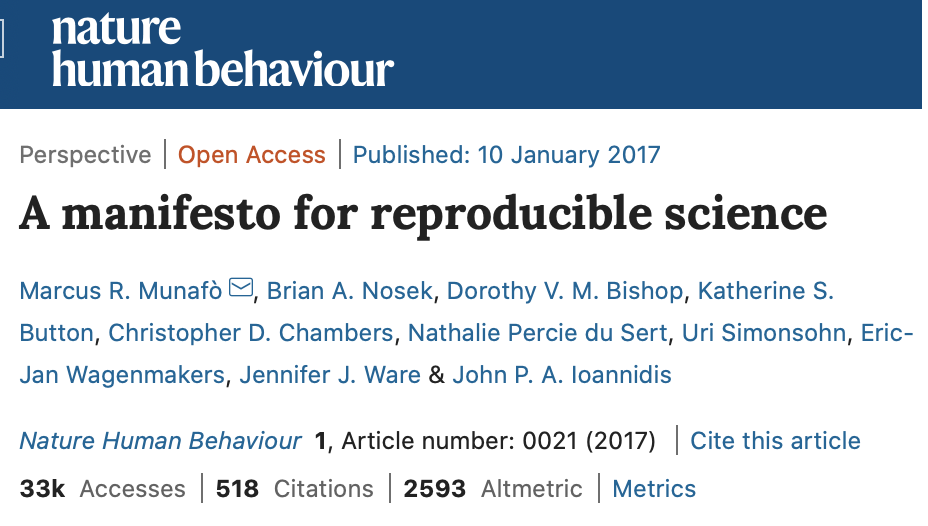 nature
human behaviour
Perspective | Open Access | Published: 10 January 2017
A manifesto for reproducible science
Marcus R. Munafò, Brian A. Nosek, Dorothy V. M. Bishop, Katherine S.
Button, Christopher D. Chambers, Nathalie Percie du Sert, Uri Simonsohn, Eric-
Jan Wagenmakers, Jennifer J. Ware & John P. A. Ioannidis
Nature Human Behaviour 1, Article number: 0021 (2017) | Cite this article
33k Accesses | 518 Citations | 2593 Altmetric | Metrics